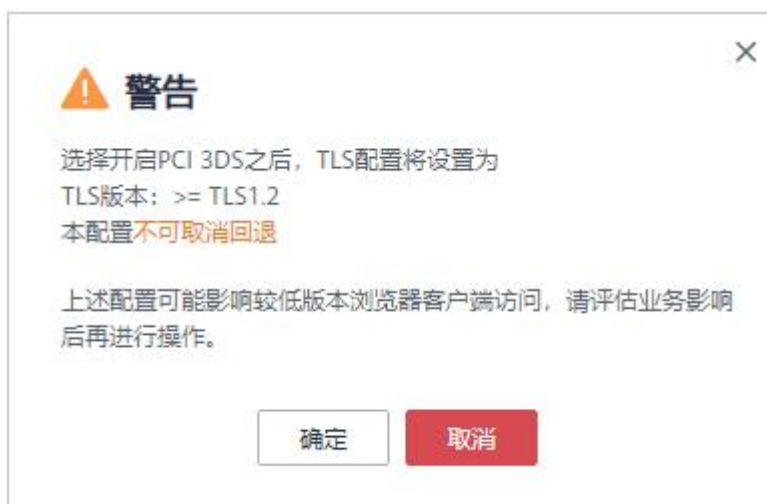 警告
选择开启PCI 3DS之后，TLS配置将设置为
TLS版本：>= TLS1.2
本配置不可取消回退
上述配置可能影响较低版本浏览器客户端访问，请评估业务影响
后再进行操作。
确定 取消